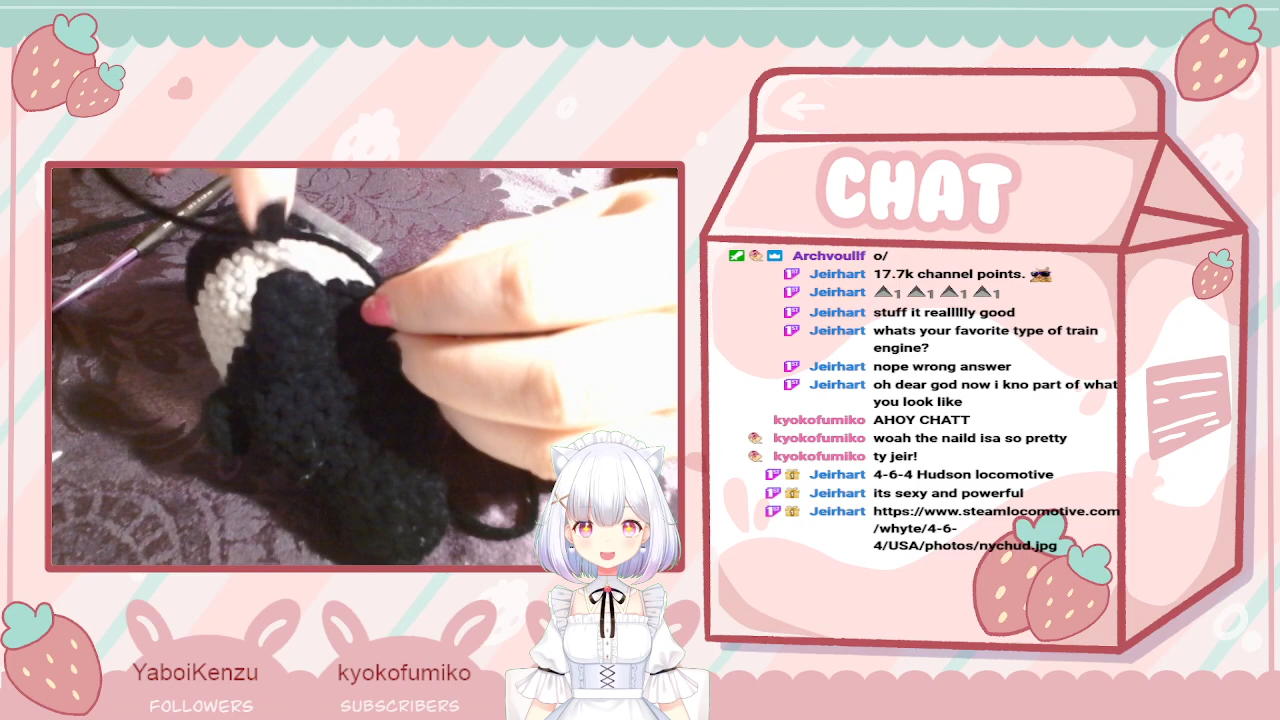 CHAT
Archvoullf o/
Jeirhart 17.7k channel points.
Jeirhart 1 1 1 1
Jeirhart stuff it reallllly good
Jeirhart whats your favorite type of train
engine?
Jeirhart nope wrong answer
Jeirhart oh dear god now i kno part of what
you look like
kyokofumiko AHOY CHATT
kyokofumiko woah the naild isa so pretty
kyokofumiko ty jeir!
Jeirhart 4-6-4 Hudson locomotive
Jeirhart its sexy and powerful
Jeirhart https://www.steamlocomotive.com
/whyte/4-6-
4/USA/photos/nychud.jpg
YaboiKenzu
FOLLOWERS
kyokofumiko
SUBSCRIBERS